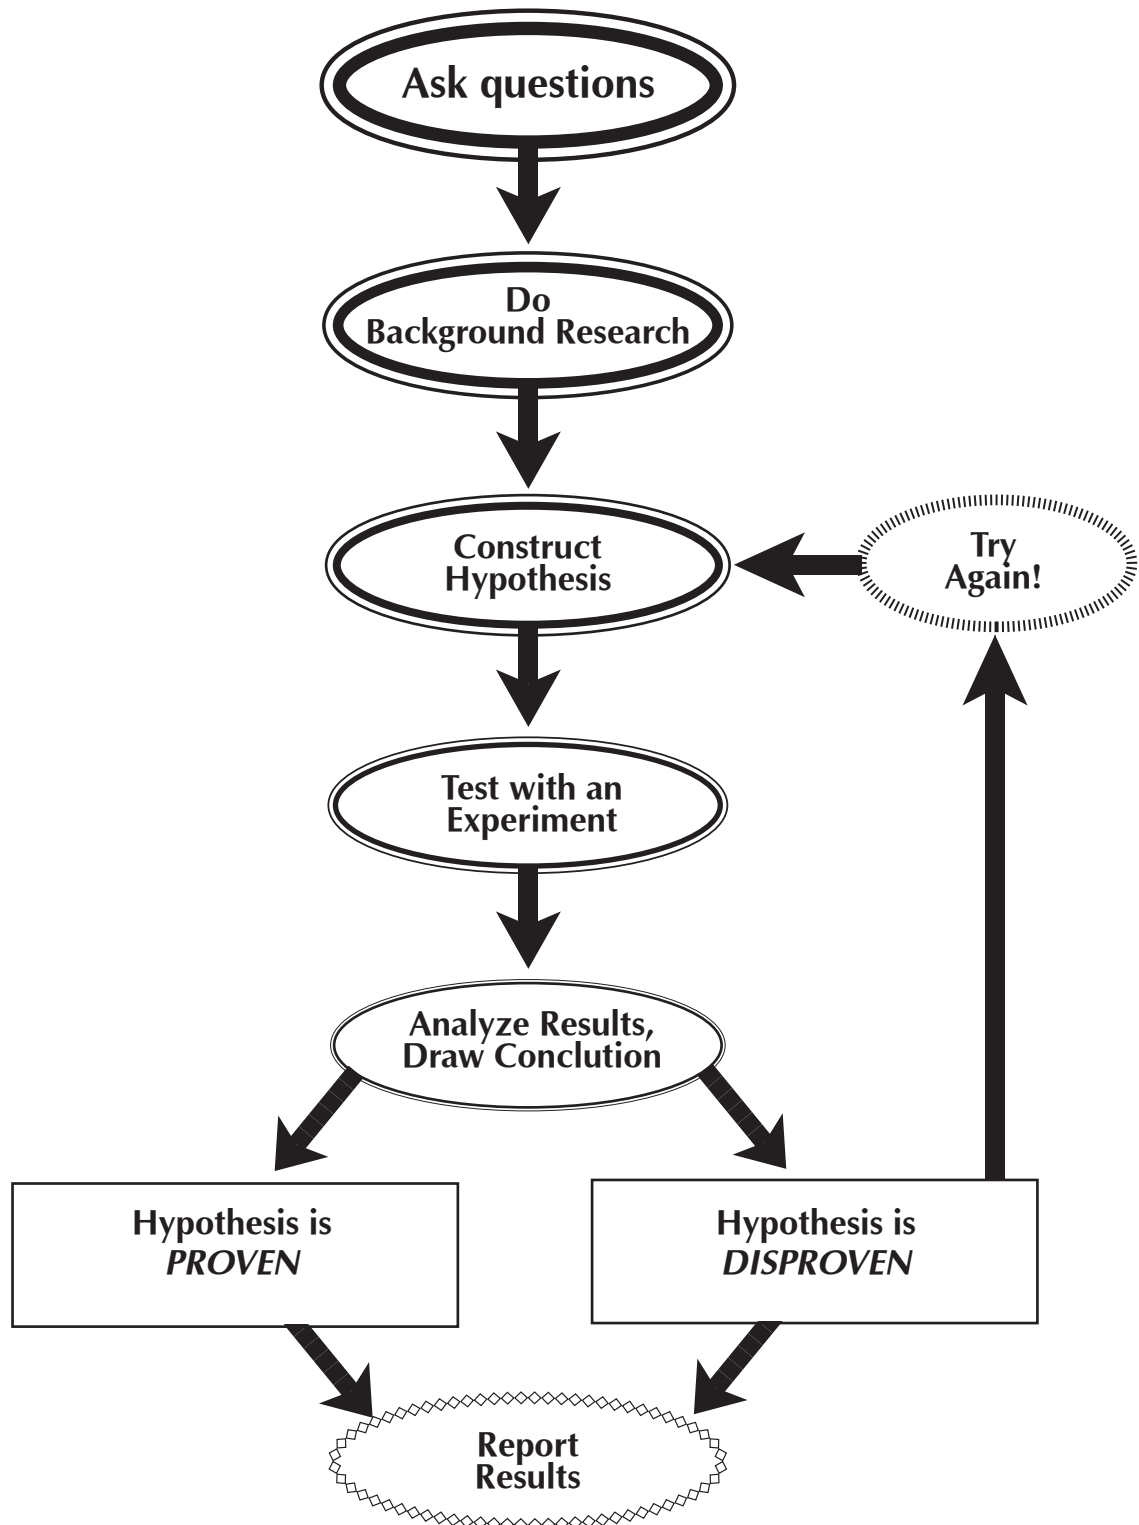 Ask questions
Do
Background Research
Construct
Hypothesis
Try
Again!
Test with an
Experiment
Analyze Results,
Draw Conclution
Hypothesis is
PROVEN
Hypothesis is
DISPROVEN
Report
Results